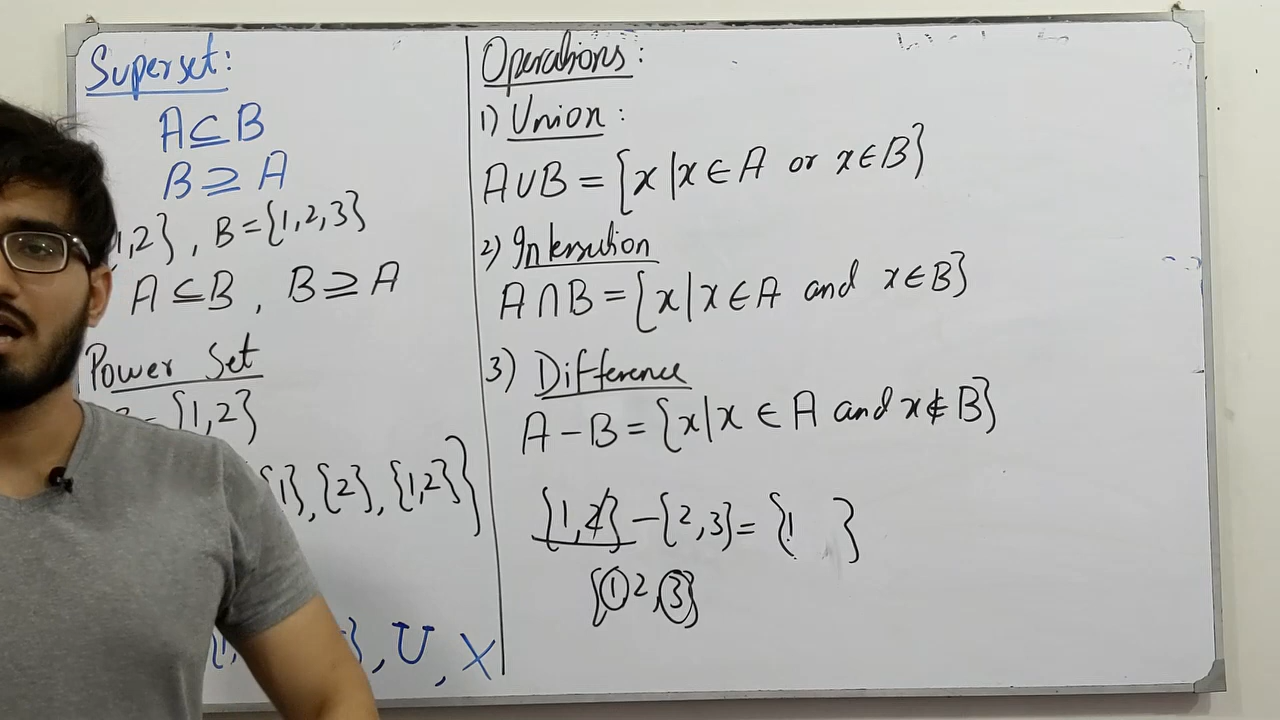 Superset:
A⊆B
B⊇A
1,2}, B={1,2,3}
A⊆B, B⊇A
Power Set
= {1,2}
{1},{2},{1,2}}
}, U, X
Operations:
1) Union:
A∪B = {x|x∈A or x∈B}
2) Intersection
A∩B = {x|x∈A and x∈B}
3) Difference
A-B = {x|x∈A and x∉B}
{1,2} - {2,3} = {1 }
{1 2,3}